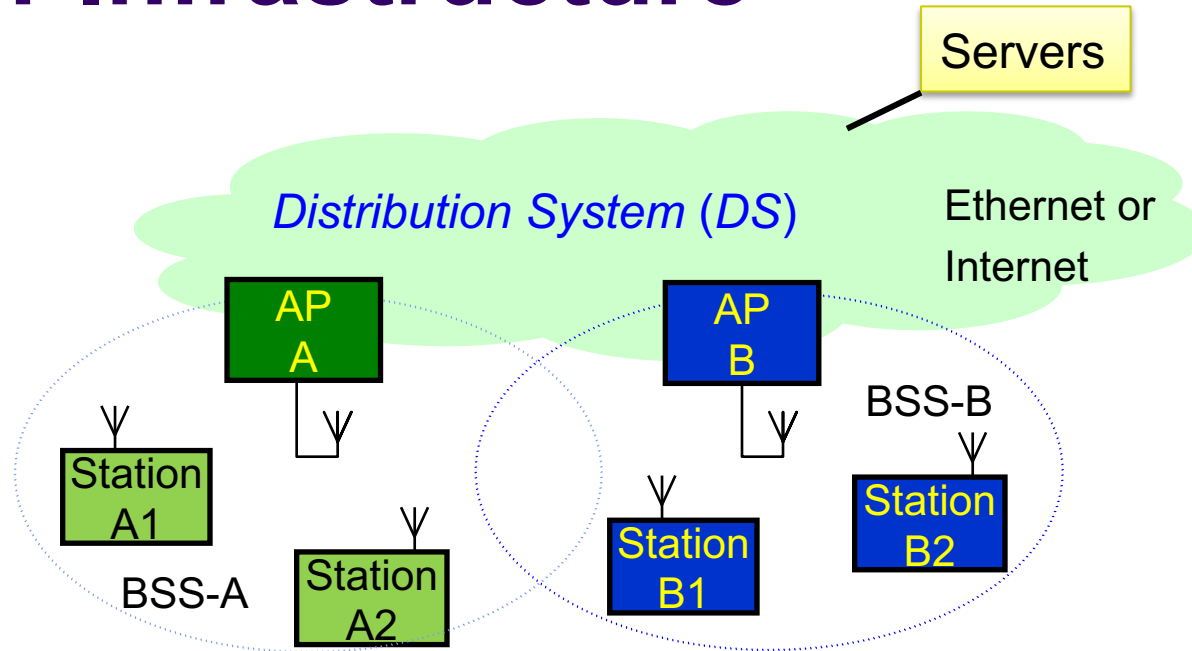 Servers
Distribution System (DS)
Ethernet or
Internet
AP
A
AP
B
BSS-B
Station
A1
Station
B2
Station
B1
Station
A2
BSS-A